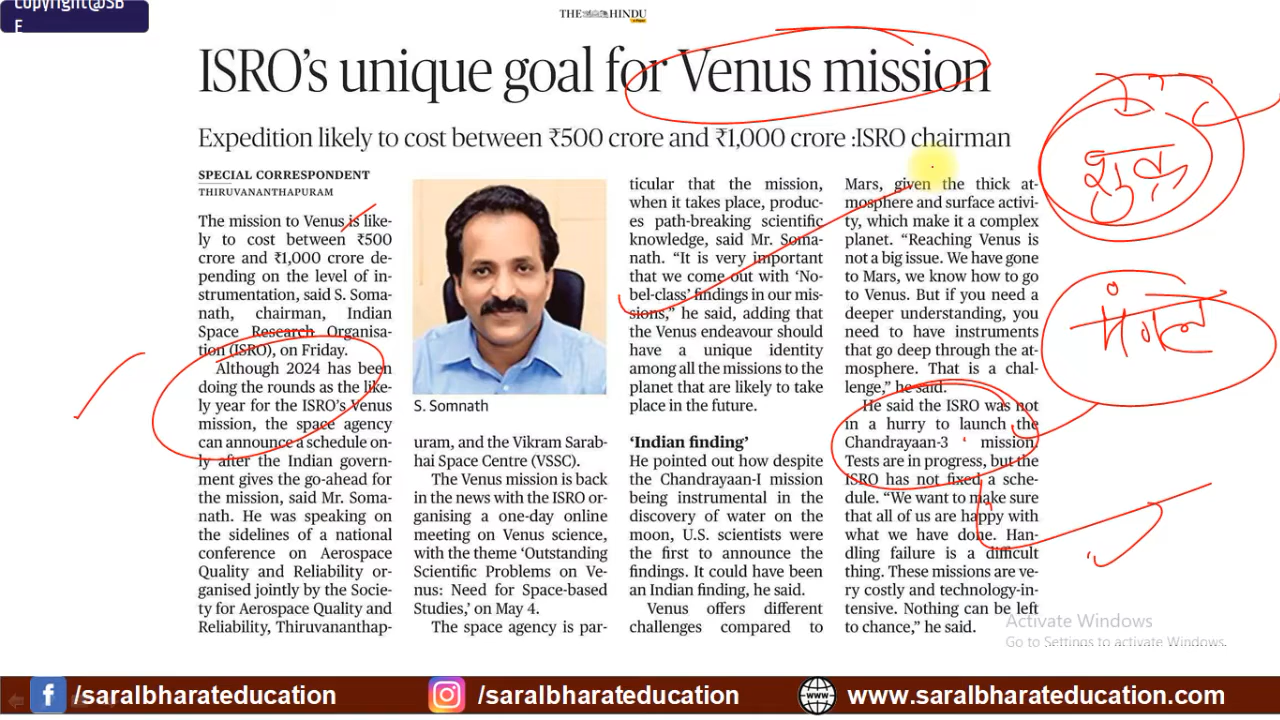 Copyright@SB
E
THE HINDU
ISRO's unique goal for Venus mission
Expedition likely to cost between ₹500 crore and ₹1,000 crore :ISRO chairman
SPECIAL CORRESPONDENT
THIRUVANANTHAPURAM
The mission to Venus is like-
ly to cost between ₹500
crore and ₹1,000 crore de-
pending on the level of in-
strumentation, said S. Soma-
nath, chairman, Indian
Space Research Organisa-
tion (ISRO), on Friday.
Although 2024 has been
doing the rounds as the like-
ly year for the ISRO's Venus
mission, the space agency
can announce a schedule on-
ly after the Indian govern-
ment gives the go-ahead for
the mission, said Mr. Soma-
nath. He was speaking on
the sidelines of a national
conference on Aerospace
Quality and Reliability or-
ganised jointly by the Socie-
ty for Aerospace Quality and
Reliability, Thiruvananthap-
S. Somnath
uram, and the Vikram Sarab-
hai Space Centre (VSSC).
The Venus mission is back
in the news with the ISRO or-
ganising a one-day online
meeting on Venus science,
with the theme 'Outstanding
Scientific Problems on Ve-
nus: Need for Space-based
Studies,' on May 4.
The space agency is par-
ticular that the mission,
when it takes place, produc-
es path-breaking scientific
knowledge, said Mr. Soma-
nath. "It is very important
that we come out with 'No-
bel-class' findings in our mis-
sions," he said, adding that
the Venus endeavour should
have a unique identity
among all the missions to the
planet that are likely to take
place in the future.
'Indian finding'
He pointed out how despite
the Chandrayaan-I mission
being instrumental in the
discovery of water on the
moon, U.S. scientists were
the first to announce the
findings. It could have been
an Indian finding, he said.
Venus offers different
challenges compared to
Mars, given the thick at-
mosphere and surface activi-
ty, which make it a complex
planet. "Reaching Venus is
not a big issue. We have gone
to Mars, we know how to go
to Venus. But if you need a
deeper understanding, you
need to have instruments
that go deep through the at-
mosphere. That is a chal-
lenge," he said.
He said the ISRO was not
in a hurry to launch the
Chandrayaan-3 mission.
Tests are in progress, but the
ISRO has not fixed a sche-
dule. "We want to make sure
that all of us are happy with
what we have done. Han-
dling failure is a difficult
thing. These missions are ve-
ry costly and technology-in-
tensive. Nothing can be left
to chance," he said.
शुक्र
मंगल
Activate Windows
Go to Settings to activate Windows.
/saralbharateducation
/saralbharateducation
www.saralbharateducation.com